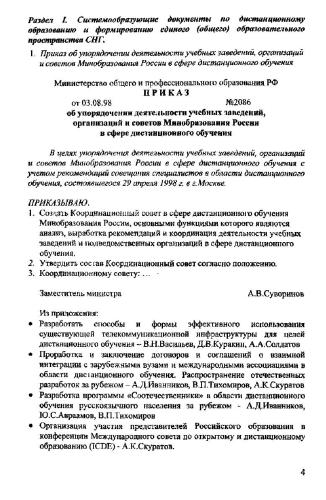 Раздел I. Системообразующие документы по дистанционному
образованию и формированию единого (общего) образовательного
пространства СНГ.
1. Приказ об упорядочении деятельности учебных заведений, организаций
и советов Минобразования России в сфере дистанционного обучения
Министерство общего и профессионального образования РФ
ПРИКАЗ
от 03.08.98 №2086
об упорядочении деятельности учебных заведений,
организаций и советов Минобразования России
в сфере дистанционного обучения
В целях упорядочения деятельности учебных заведений, организаций
и советов Минобразования России в сфере дистанционного обучения с
учетом рекомендаций совещания специалистов в области дистанционного
обучения, состоявшегося 29 апреля 1998 г. в г.Москве.
ПРИКАЗЫВАЮ.
1. Создать Координационный совет в сфере дистанционного обучения
Минобразования России, основными функциями которого являются
анализ, выработка рекомендаций и координация деятельности учебных
заведений и подведомственных организаций в сфере дистанционного
обучения.
2. Утвердить состав Координационный совет согласно положению.
3. Координационному совету: ...
Заместитель министра А.В.Суворинов
Из приложения:
• Разработать способы и формы эффективного использования
существующей телекоммуникационной инфраструктуры для целей
дистанционного обучения – В.Н.Васильев, Д.В.Куракин, А.А.Солдатов
• Проработка и заключение договоров и соглашений о взаимной
интеграции с зарубежными вузами и международными ассоциациями в
области дистанционного обучения. Распространение отечественных
разработок за рубежом – А.Д.Иванников, В.П.Тихомиров, А.К.Скуратов
• Разработка программы «Соотечественники» в области дистанционного
обучения русскоязычного населения за рубежом - А.Д.Иванников,
Ю.С.Аврамов, В.П.Тихомиров
• Организация участия представителей Российского образования в
конференции Международного совета до открытому и дистанционному
образованию (ICDE) - А.К.Скуратов.
4